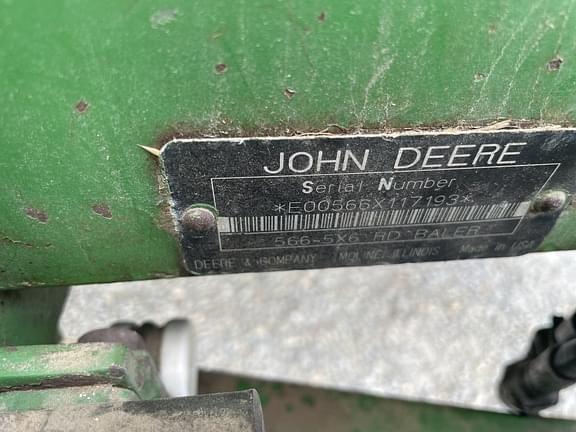 JOHN DEERE
Serial Number
*E00566X117193*
566-5X6 RD BALER
DEERE & COMPANY MOLINE, ILLINOIS Made in USA